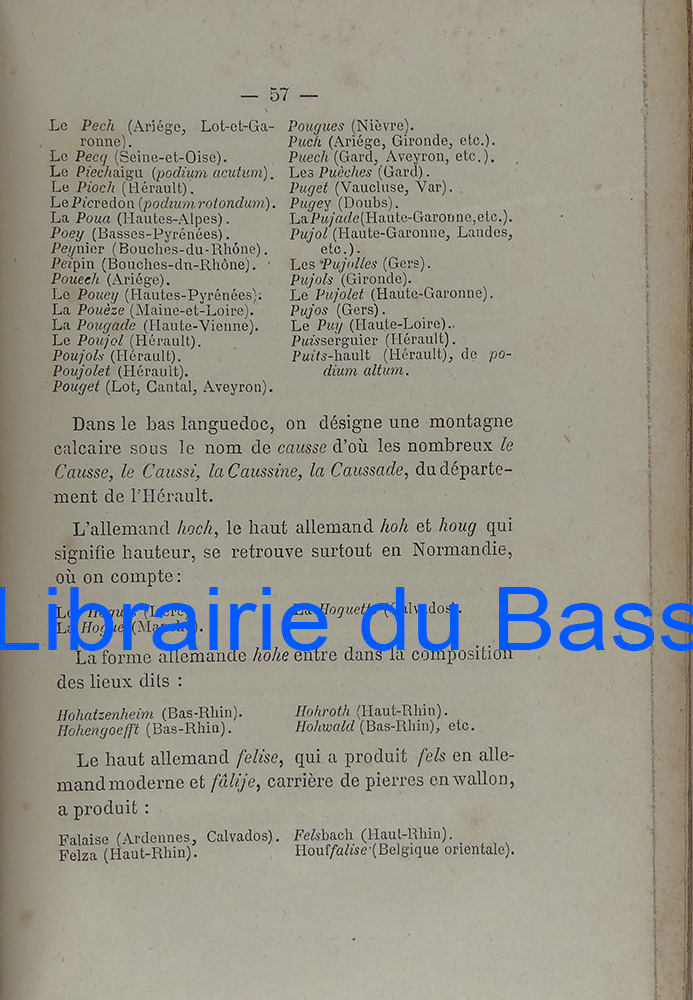 — 57 —
Le Pech (Ariége, Lot-et-Ga-
ronne).
Le Pecq (Seine-et-Oise).
Le Piechaigu (podium acutum).
Le Pioch (Hérault).
Le Picredon (podium rotondum).
La Poua (Hautes-Alpes).
Poey (Basses-Pyrénées).
Peynier (Bouches-du-Rhône).
Peïpin (Bouches-du-Rhône).
Pouech (Ariége).
Le Pouey (Hautes-Pyrénées).
La Pouëze (Maine-et-Loire).
La Pougade (Haute-Vienne).
Le Poujol (Hérault).
Poujols (Hérault).
Poujolet (Hérault).
Pouget (Lot, Cantal, Aveyron).
Pougues (Nièvre).
Puch (Ariége, Gironde, etc.).
Puech (Gard, Aveyron, etc.).
Les Puèches (Gard).
Puget (Vaucluse, Var).
Pugey (Doubs).
La Pujade (Haute-Garonne, etc.).
Pujol (Haute-Garonne, Landes,
etc.).
Les Pujolles (Gers).
Pujols (Gironde).
Le Pujolet (Haute-Garonne).
Pujos (Gers).
Le Puy (Haute-Loire).
Puisserguier (Hérault).
Puits-hault (Hérault), de po-
dium altum.
Dans le bas languedoc, on désigne une montagne
calcaire sous le nom de causse d'où les nombreux le
Causse, le Caussi, la Caussine, la Caussade, du départe-
ment de l'Hérault.
L'allemand hoch, le haut allemand hoh et houg qui
signifie hauteur, se retrouve surtout en Normandie,
où on compte :
La Hogue (Manche).
La Hoguette (Calvados).
Librairie du Bass
La forme allemande hohe entre dans la composition
des lieux dits :
Hohatzenheim (Bas-Rhin).
Hohengoefft (Bas-Rhin).
Hohroth (Haut-Rhin).
Hohwald (Bas-Rhin), etc.
Le haut allemand felise, qui a produit fels en alle-
mand moderne et fâlije, carrière de pierres en wallon,
a produit :
Falaise (Ardennes, Calvados).
Felza (Haut-Rhin).
Felsbach (Haut-Rhin).
Houffalise (Belgique orientale).